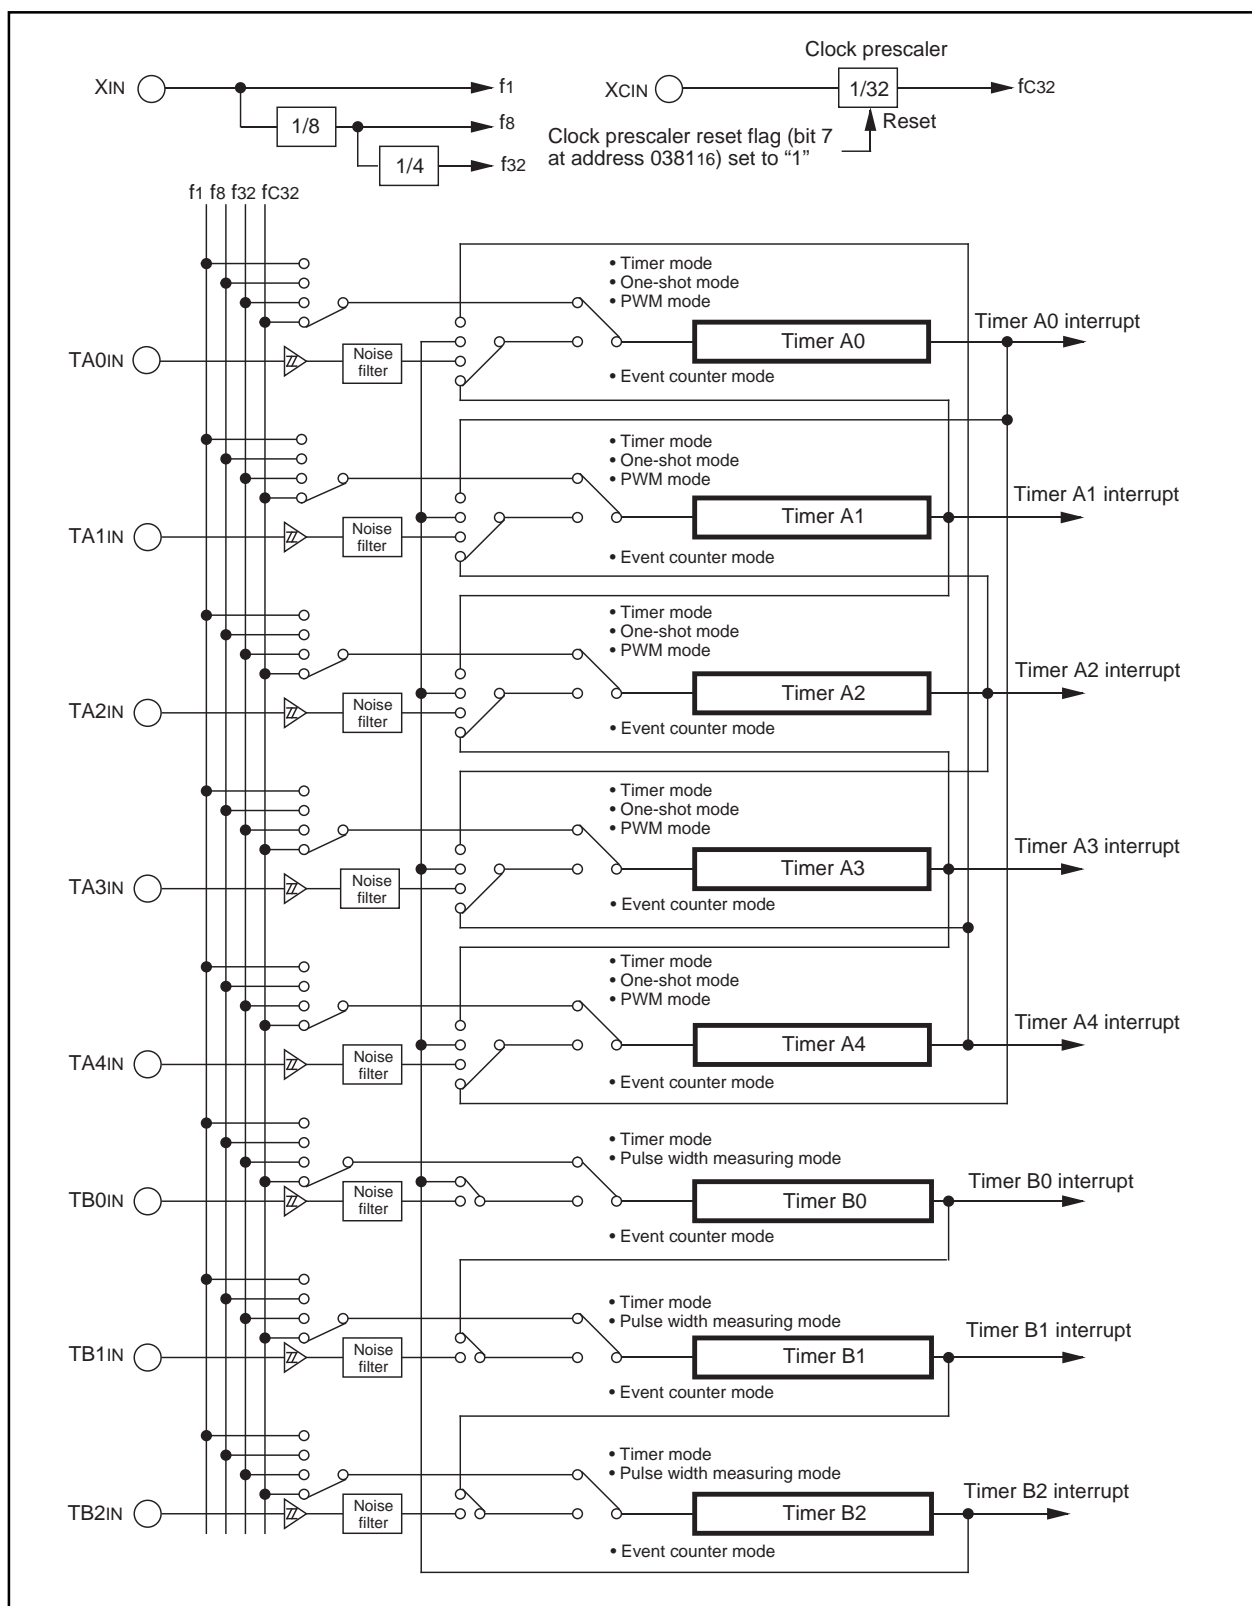 Clock prescaler
XIN
f1
XCIN
1/32
fC32
1/8
f8
Reset
Clock prescaler reset flag (bit 7
at address 038116) set to “1”
1/4
f32
f1 f8 f32 fC32
• Timer mode
• One-shot mode
• PWM mode
Timer A0 interrupt
Timer A0
TA0IN
Noise
filter
• Event counter mode
• Timer mode
• One-shot mode
• PWM mode
Timer A1 interrupt
Timer A1
TA1IN
Noise
filter
• Event counter mode
• Timer mode
• One-shot mode
• PWM mode
Timer A2 interrupt
Timer A2
TA2IN
Noise
filter
• Event counter mode
• Timer mode
• One-shot mode
• PWM mode
Timer A3 interrupt
Timer A3
TA3IN
Noise
filter
• Event counter mode
• Timer mode
• One-shot mode
• PWM mode
Timer A4 interrupt
Timer A4
TA4IN
Noise
filter
• Event counter mode
• Timer mode
• Pulse width measuring mode
Timer B0 interrupt
TB0IN
Noise
filter
Timer B0
• Event counter mode
• Timer mode
• Pulse width measuring mode
Timer B1 interrupt
TB1IN
Noise
filter
Timer B1
• Event counter mode
• Timer mode
• Pulse width measuring mode
Timer B2 interrupt
TB2IN
Noise
filter
Timer B2
• Event counter mode